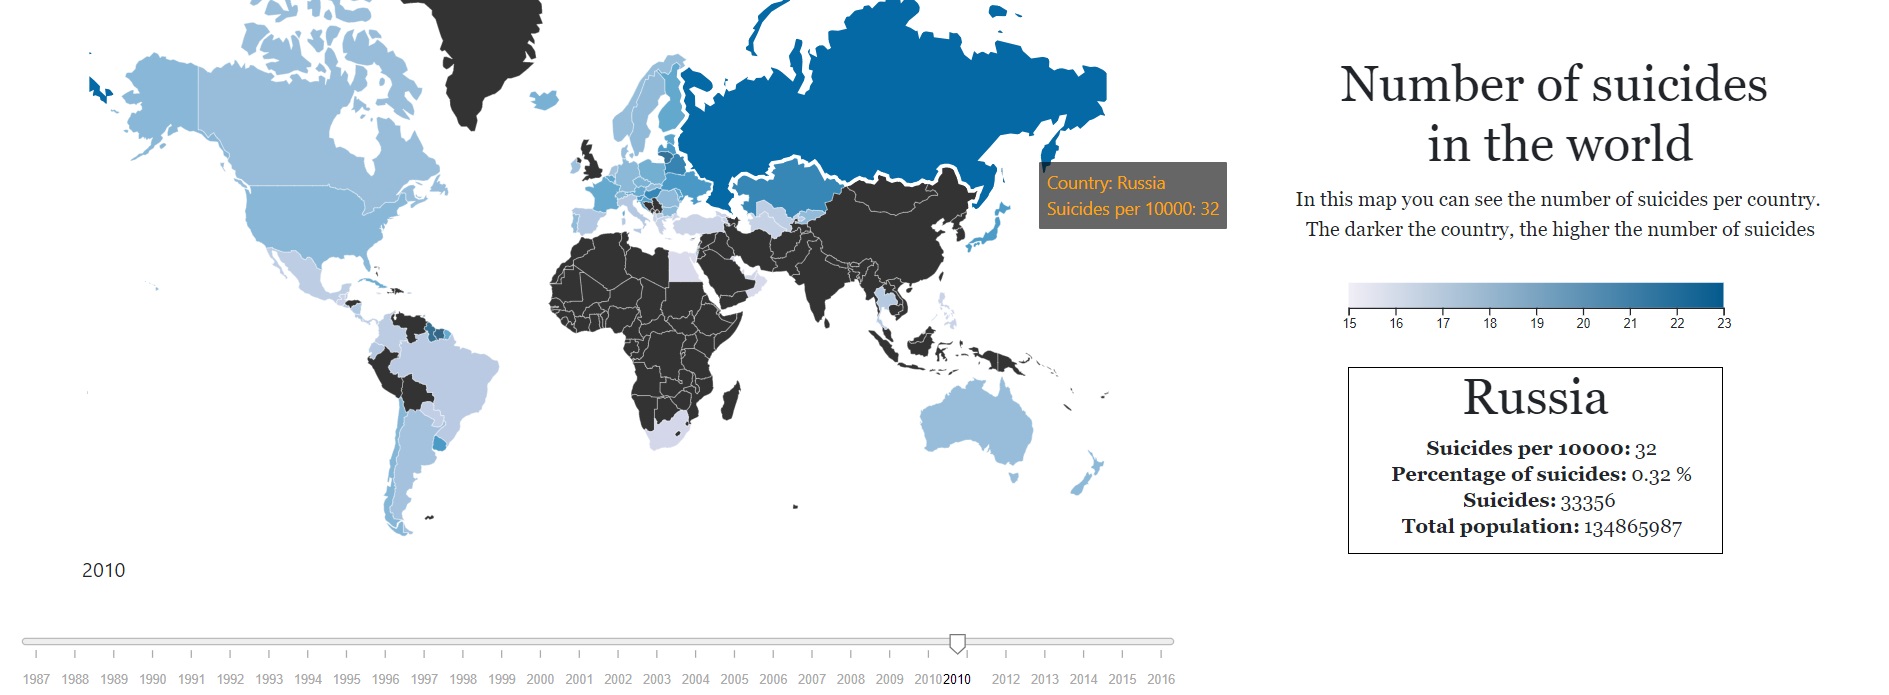 Number of suicides
in the world
In this map you can see the number of suicides per country.
The darker the country, the higher the number of suicides
15 16 17 18 19 20 21 22 23
Country: Russia
Suicides per 10000: 32
Russia
Suicides per 10000: 32
Percentage of suicides: 0.32 %
Suicides: 33356
Total population: 134865987
2010
1987 1988 1989 1990 1991 1992 1993 1994 1995 1996 1997 1998 1999 2000 2001 2002 2003 2004 2005 2006 2007 2008 2009 2010 2010 2012 2013 2014 2015 2016